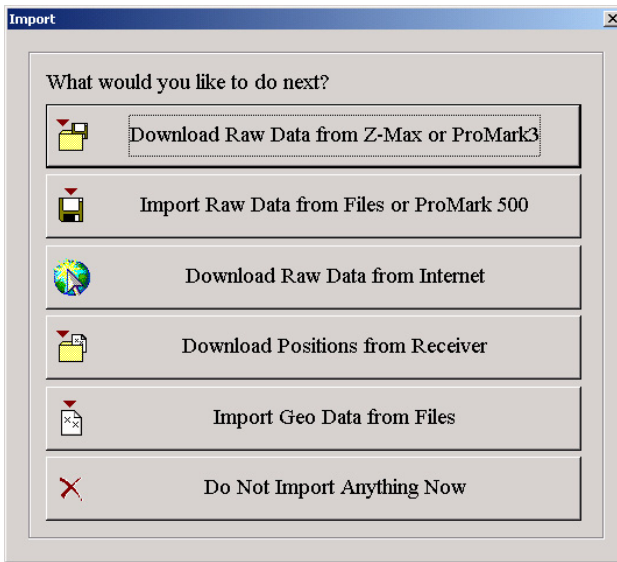 Import
What would you like to do next?
Download Raw Data from Z-Max or ProMark3
Import Raw Data from Files or ProMark 500
Download Raw Data from Internet
Download Positions from Receiver
Import Geo Data from Files
Do Not Import Anything Now